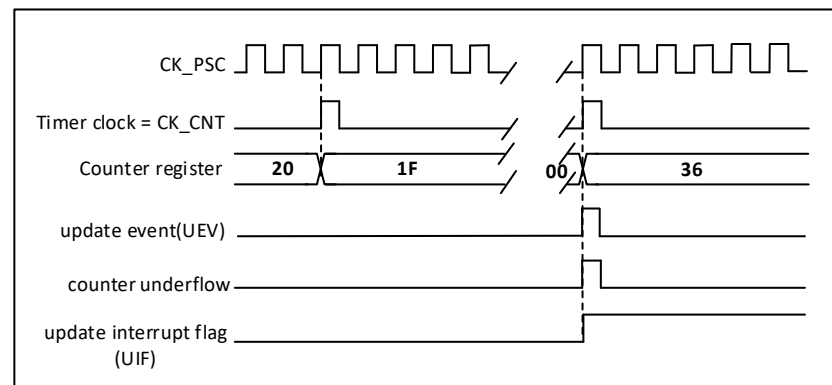 CK_PSC
Timer clock = CK_CNT
Counter register
20
1F
00
36
update event(UEV)
counter underflow
update interrupt flag
(UIF)